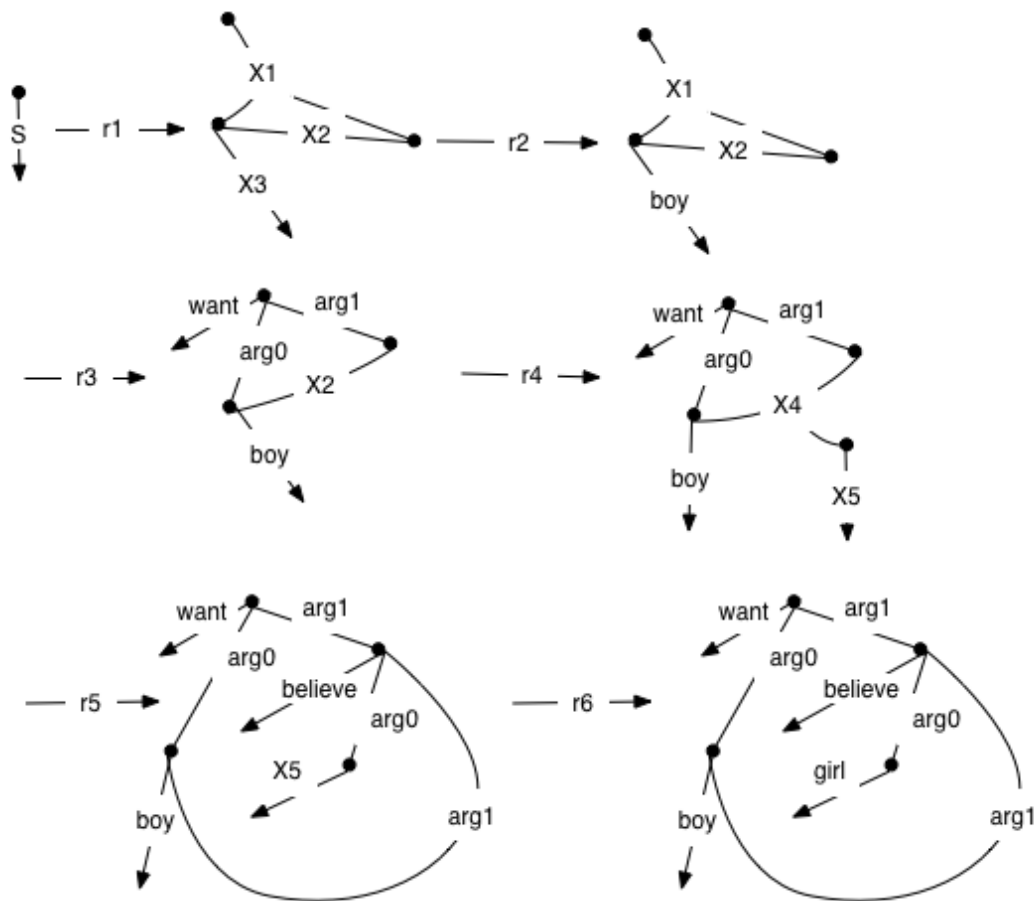 X1
X1
S
r1
X2
r2
X2
X3
boy
want
arg1
want
arg1
r3
arg0
X2
r4
arg0
X4
boy
boy
X5
want
arg1
want
arg1
arg0
arg0
r5
believe
r6
believe
arg0
arg0
X5
girl
boy
arg1
boy
arg1